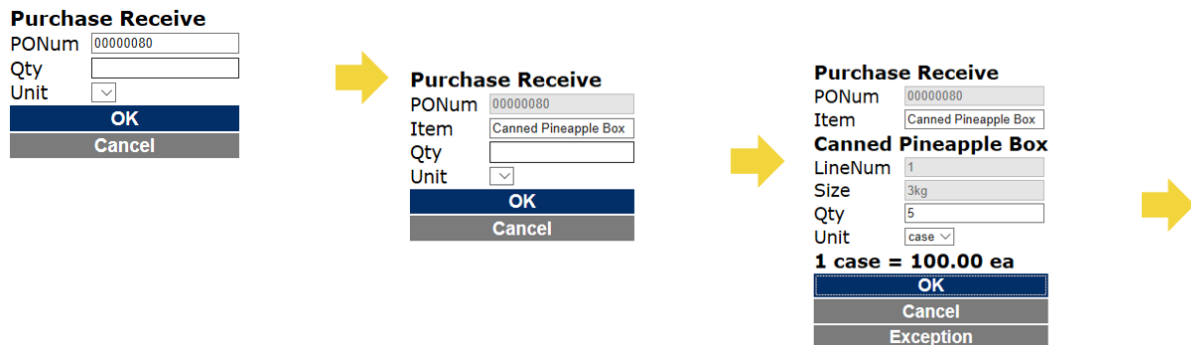 Purchase Receive
PONum 00000080
Qty
Unit
OK
Cancel
Purchase Receive
PONum 00000080
Item Canned Pineapple Box
Qty
Unit
OK
Cancel
Purchase Receive
PONum 00000080
Item Canned Pineapple Box
Canned Pineapple Box
LineNum 1
Size 3kg
Qty 5
Unit case
1 case = 100.00 ea
OK
Cancel
Exception